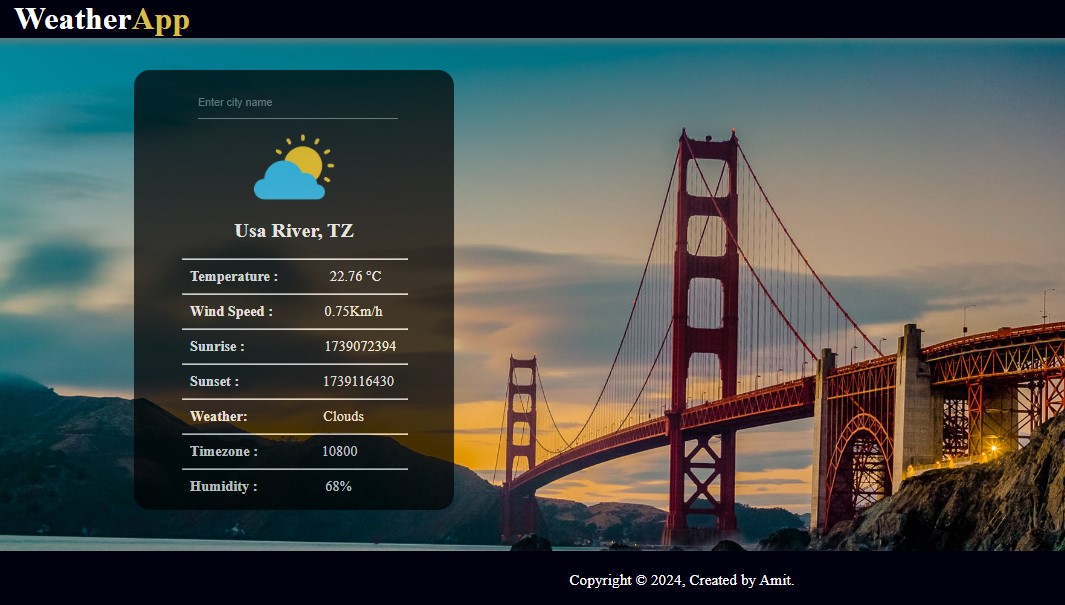 WeatherApp
Enter city name
Usa River, TZ
Temperature : 22.76 °C
Wind Speed : 0.75Km/h
Sunrise : 1739072394
Sunset : 1739116430
Weather: Clouds
Timezone : 10800
Humidity : 68%
Copyright © 2024, Created by Amit.